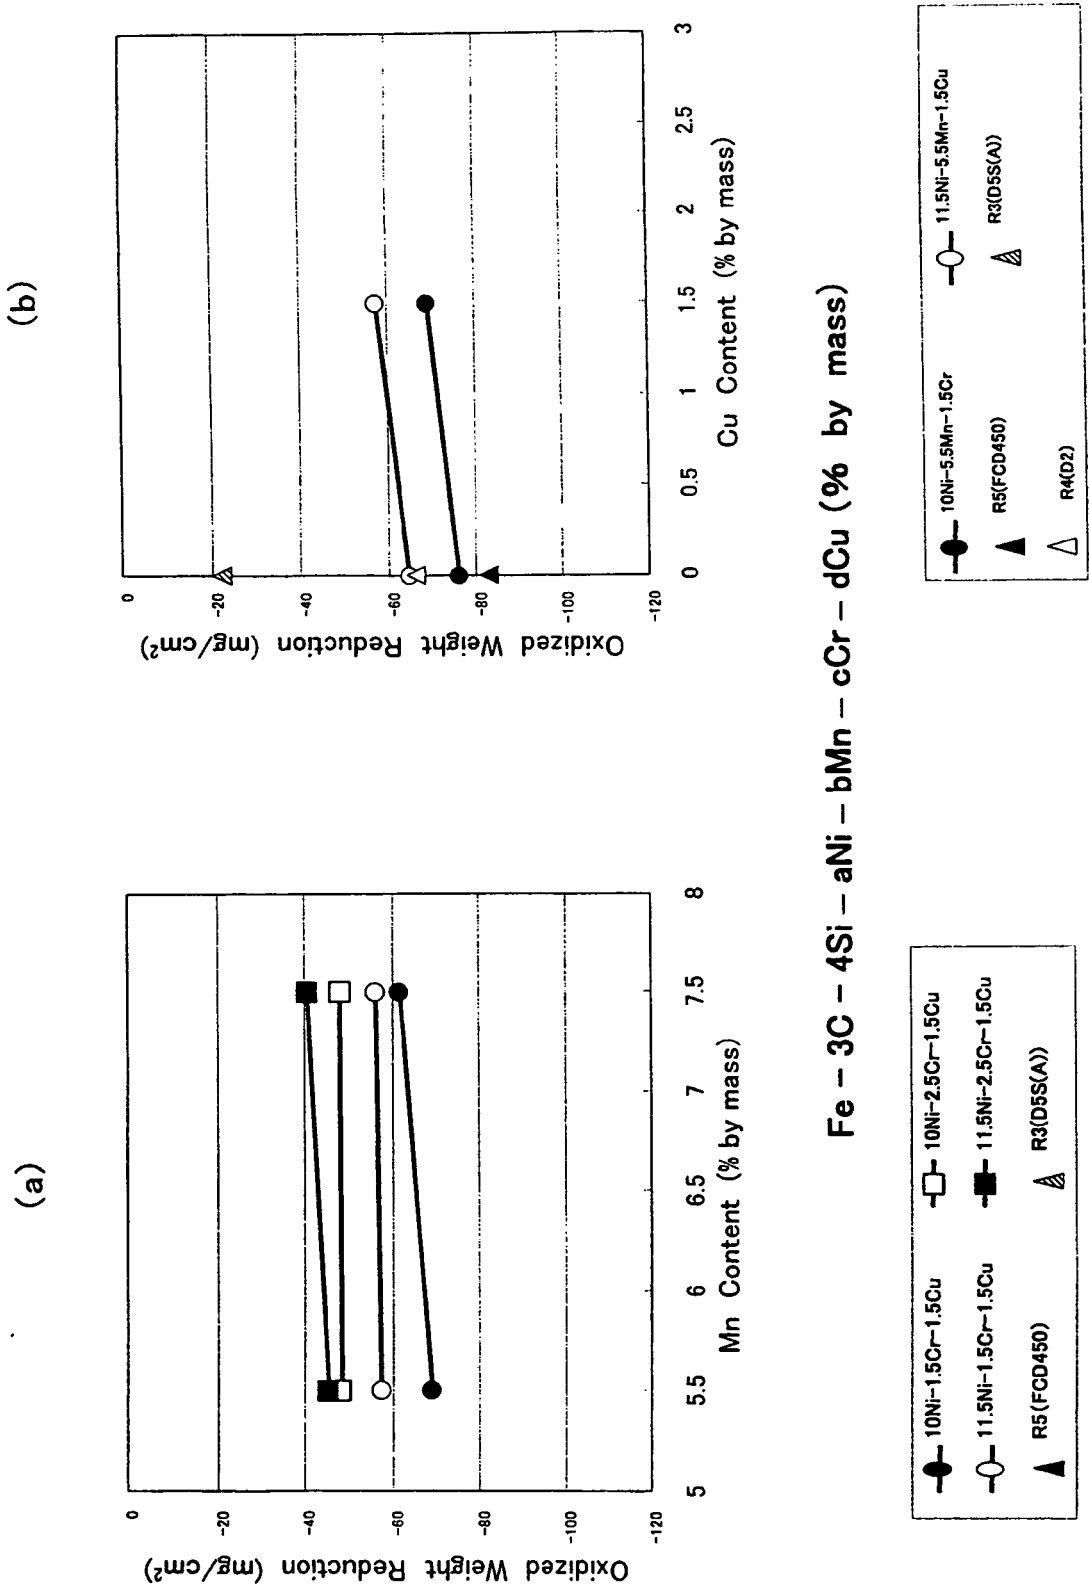 (a)
Oxidized Weight Reduction (mg/cm²)
0
-20
-40
-60
-80
-100
-120
5
5.5
6
6.5
7
7.5
8
Mn Content (% by mass)
(b)
Oxidized Weight Reduction (mg/cm²)
0
-20
-40
-60
-80
-100
-120
0
0.5
1
1.5
2
2.5
3
Cu Content (% by mass)
Fe – 3C – 4Si – aNi – bMn – cCr – dCu (% by mass)
10Ni-1.5Cr-1.5Cu
10Ni-2.5Cr-1.5Cu
11.5Ni-1.5Cr-1.5Cu
11.5Ni-2.5Cr-1.5Cu
R5(FCD450)
R3(D5S(A))
10Ni-5.5Mn-1.5Cr
11.5Ni-5.5Mn-1.5Cu
R5(FCD450)
R3(D5S(A))
R4(D2)